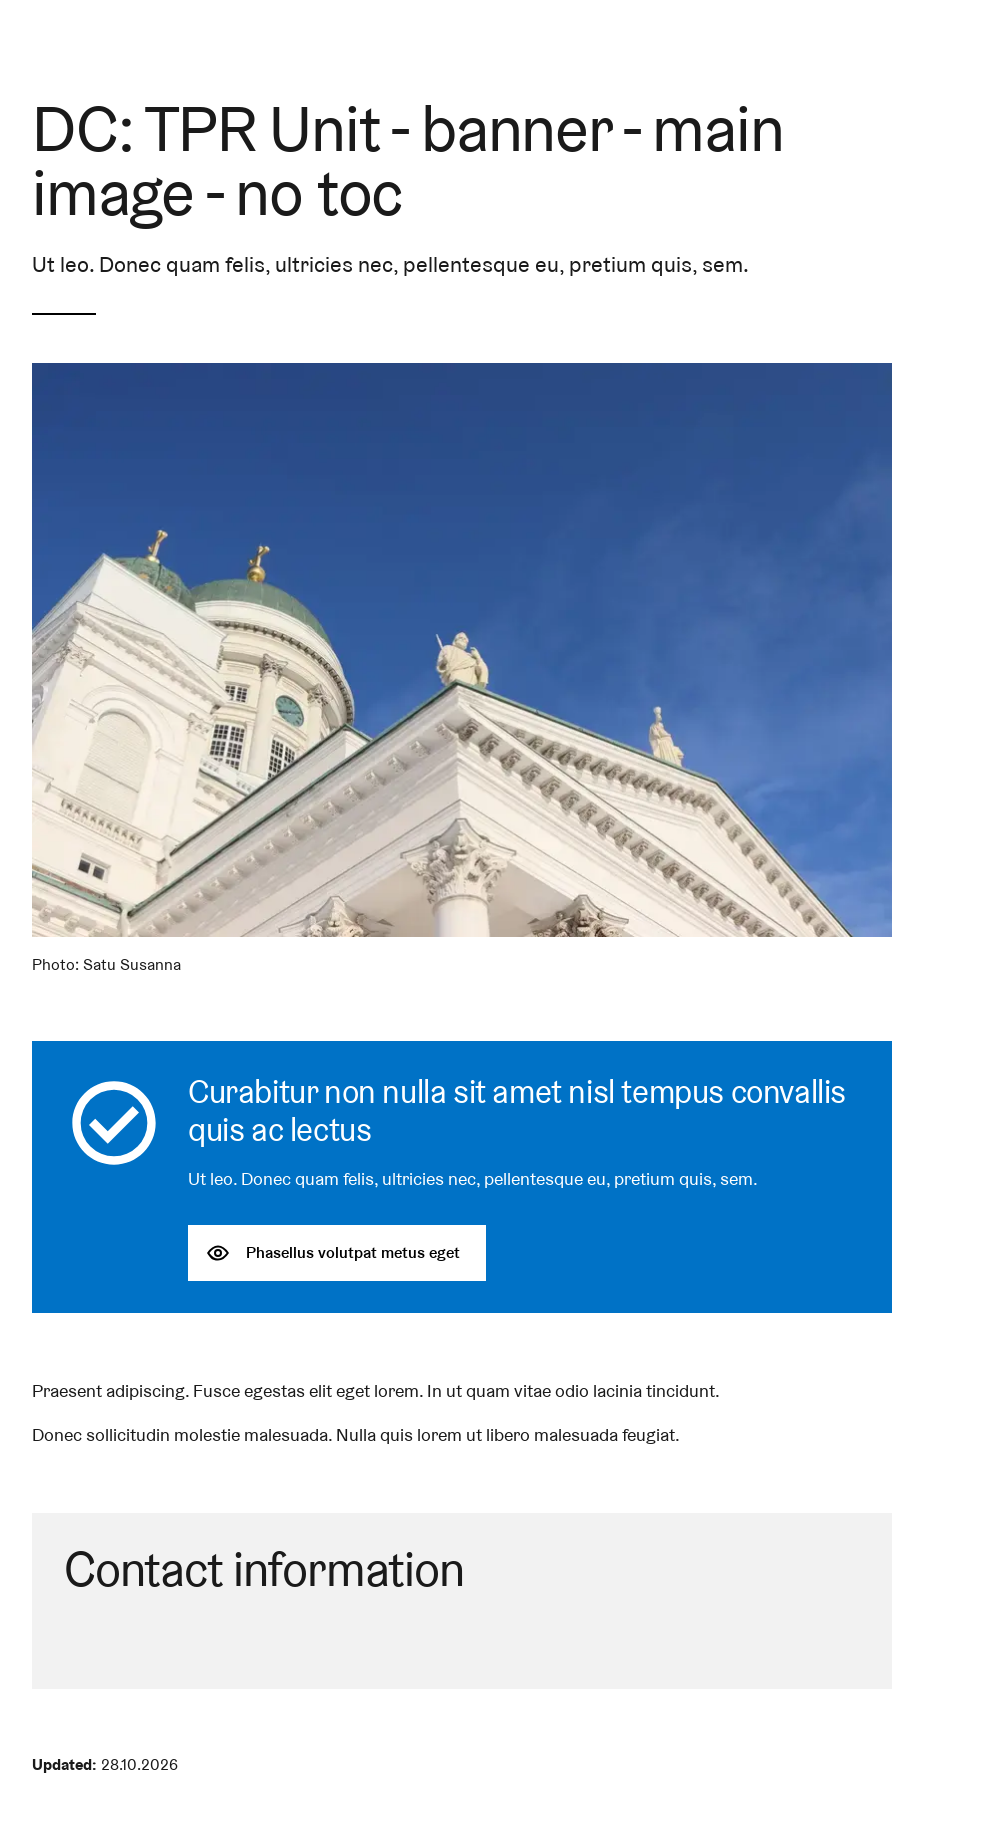 DC: TPR Unit - banner - main
image - no toc
Ut leo. Donec quam felis, ultricies nec, pellentesque eu, pretium quis, sem.
Photo: Satu Susanna
Curabitur non nulla sit amet nisl tempus convallis
quis ac lectus
Ut leo. Donec quam felis, ultricies nec, pellentesque eu, pretium quis, sem.
Phasellus volutpat metus eget
Praesent adipiscing. Fusce egestas elit eget lorem. In ut quam vitae odio lacinia tincidunt.
Donec sollicitudin molestie malesuada. Nulla quis lorem ut libero malesuada feugiat.
Contact information
Updated: 28.10.2026